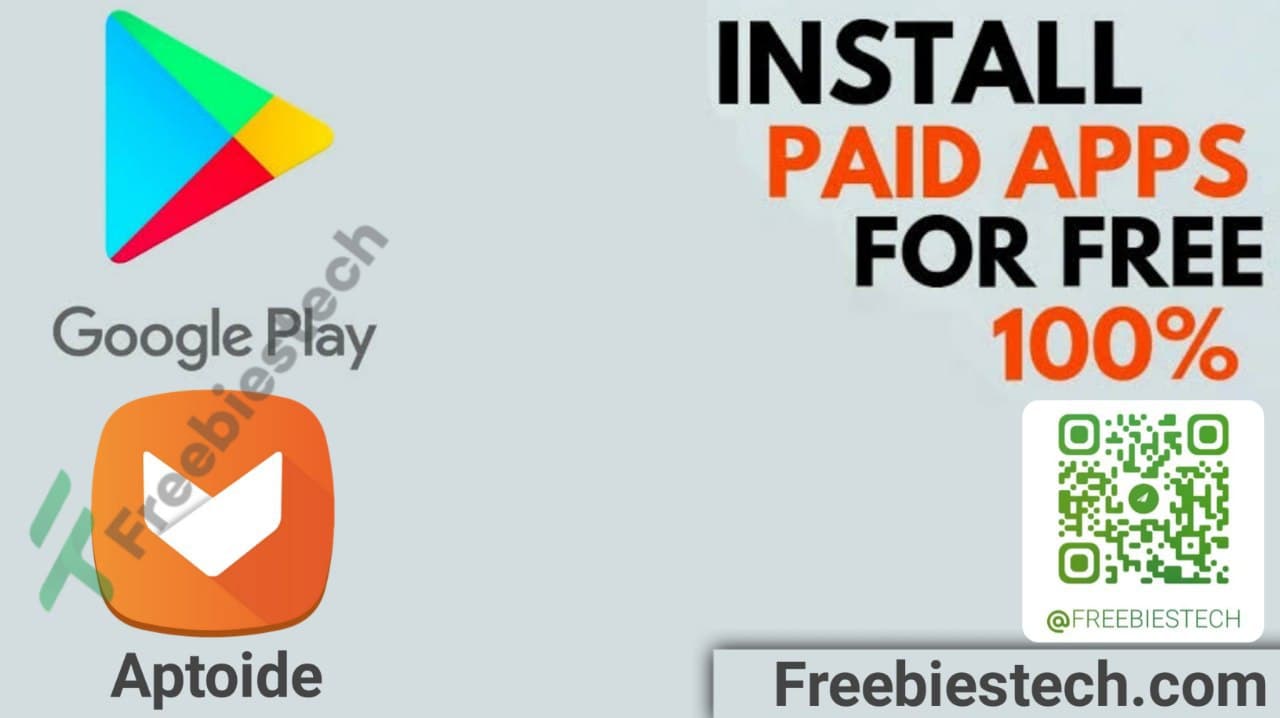 Google Play
Freebiestech
Aptoide
INSTALL
PAID APPS
FOR FREE
100%
@FREEBIESTECH
Freebiestech.com